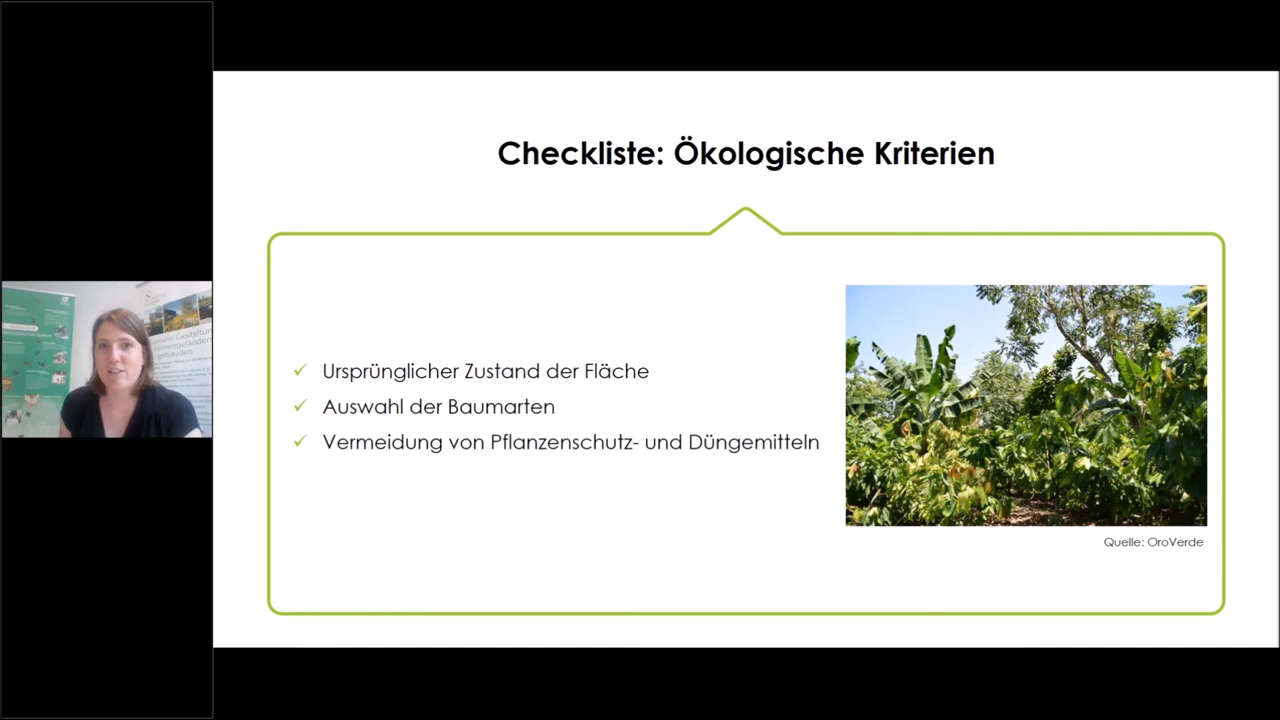 Checkliste: Ökologische Kriterien
Ursprünglicher Zustand der Fläche
Auswahl der Baumarten
Vermeidung von Pflanzenschutz- und Düngemitteln
Quelle: OroVerde